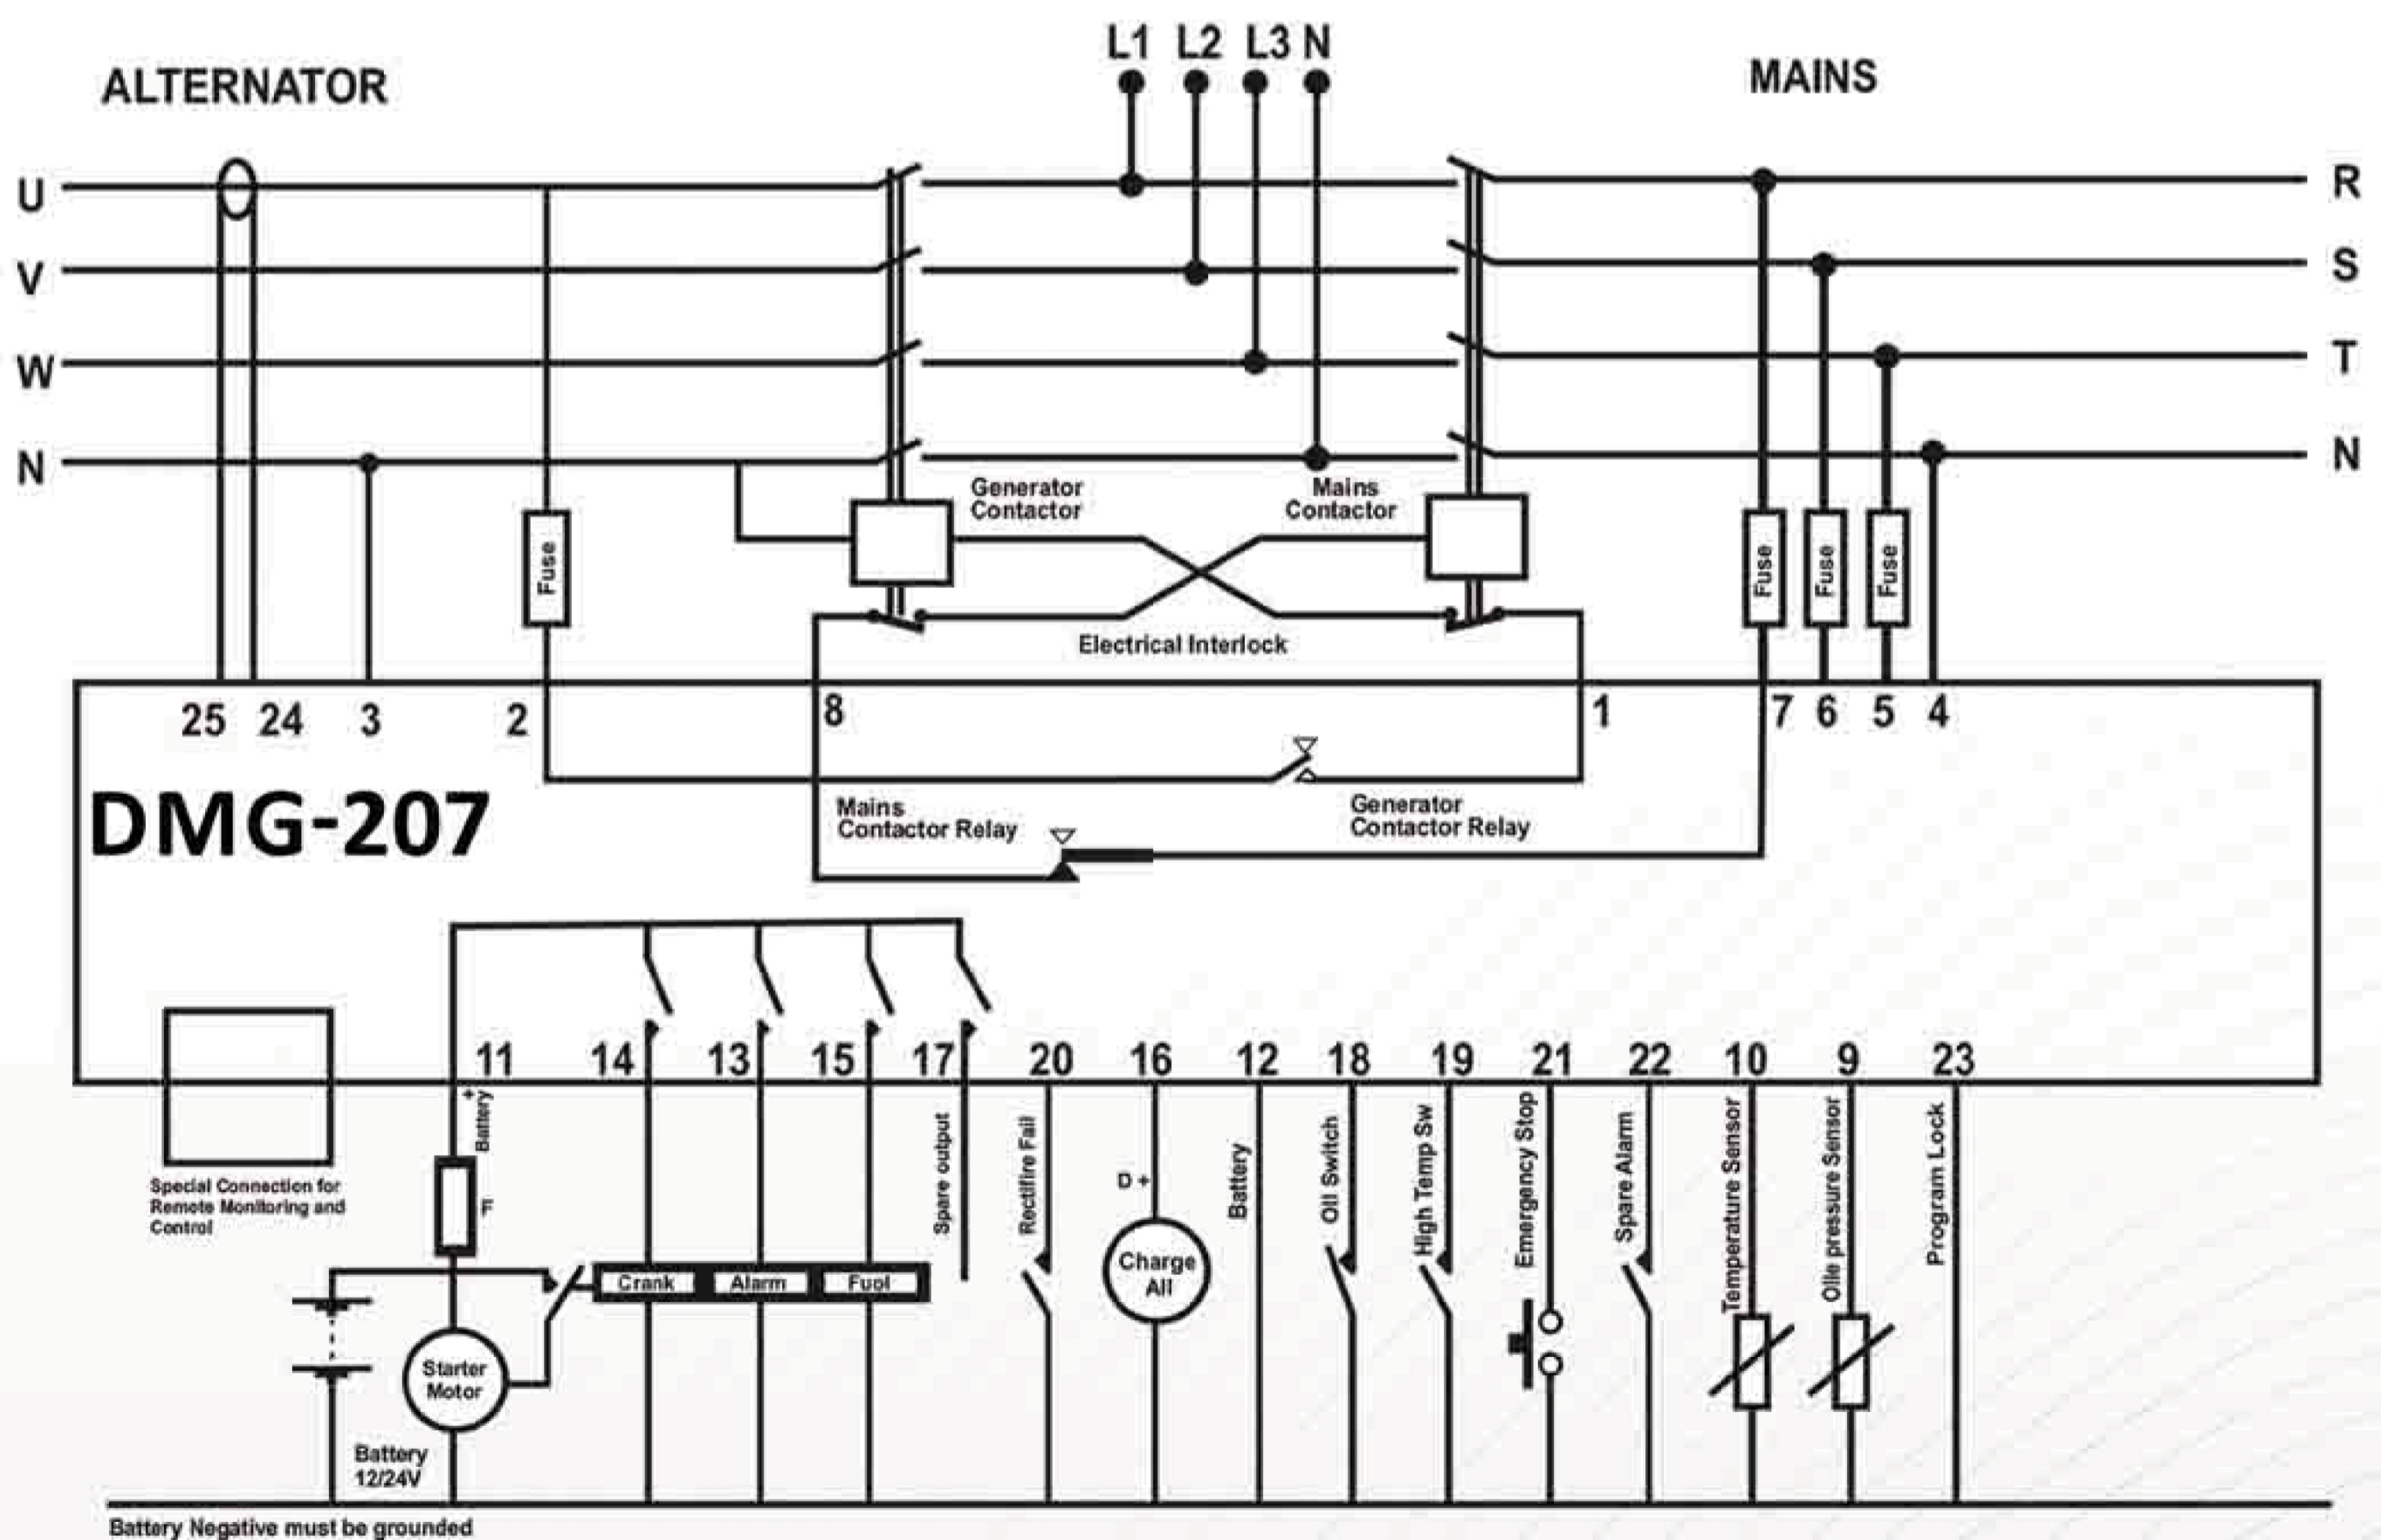 L1 L2 L3 N
ALTERNATOR
MAINS
U
R
V
S
W
T
N
N
Generator
Contactor
Mains
Contactor
Fuse
Fuse
Fuse
Fuse
Electrical Interlock
25 24 3 2 8 1 7 6 5 4
DMG-207
Mains
Contactor Relay
Generator
Contactor Relay
11 14 13 15 17 20 16 12 18 19 21 22 10 9 23
+
Battery
F
Spare output
Rectifire Fail
D +
Charge
All
Battery
Oll Switch
High Temp Sw
Emergency Stop
Spare Alarm
Temperature Sensor
Olle pressure Sensor
Program Lock
Special Connection for
Remote Monitoring and
Control
Crank
Alarm
Fuol
Starter
Motor
Battery
12/24V
Battery Negative must be grounded